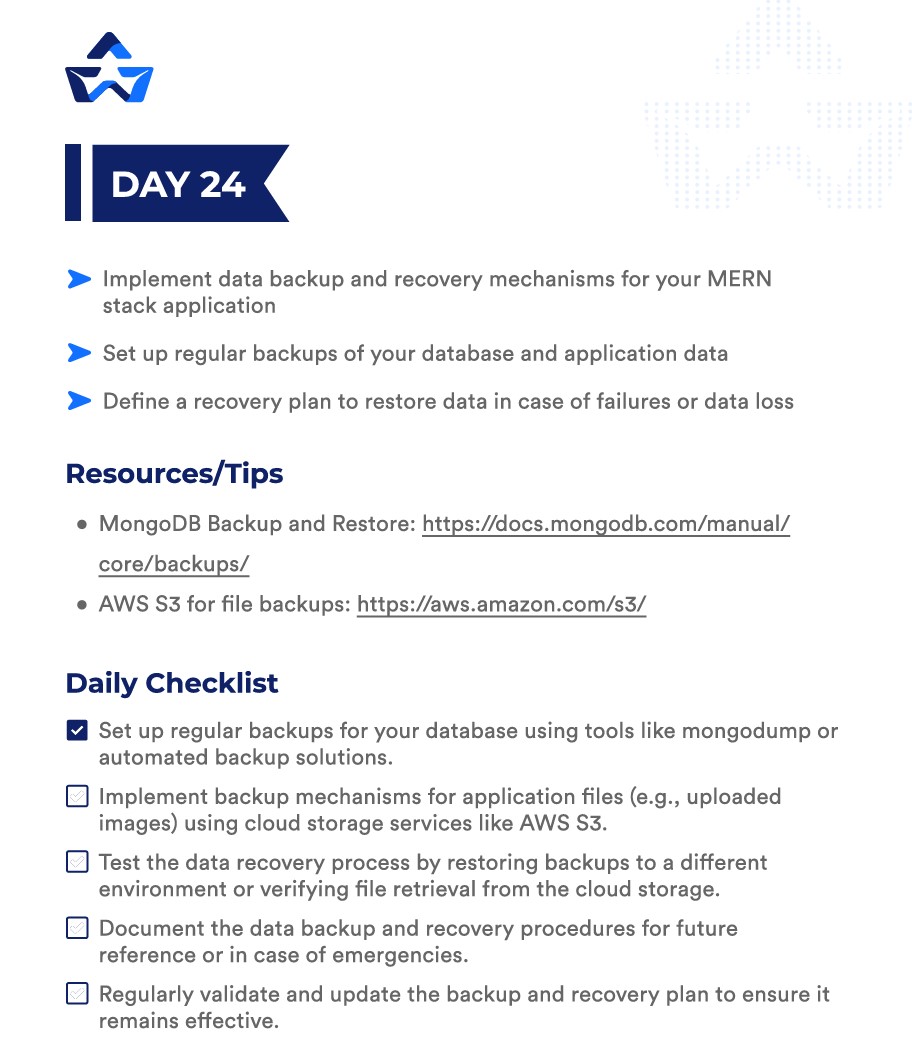 DAY 24
Implement data backup and recovery mechanisms for your MERN
stack application
Set up regular backups of your database and application data
Define a recovery plan to restore data in case of failures or data loss
Resources/Tips
MongoDB Backup and Restore: https://docs.mongodb.com/manual/
core/backups/
AWS S3 for file backups: https://aws.amazon.com/s3/
Daily Checklist
Set up regular backups for your database using tools like mongodump or
automated backup solutions.
Implement backup mechanisms for application files (e.g., uploaded
images) using cloud storage services like AWS S3.
Test the data recovery process by restoring backups to a different
environment or verifying file retrieval from the cloud storage.
Document the data backup and recovery procedures for future
reference or in case of emergencies.
Regularly validate and update the backup and recovery plan to ensure it
remains effective.